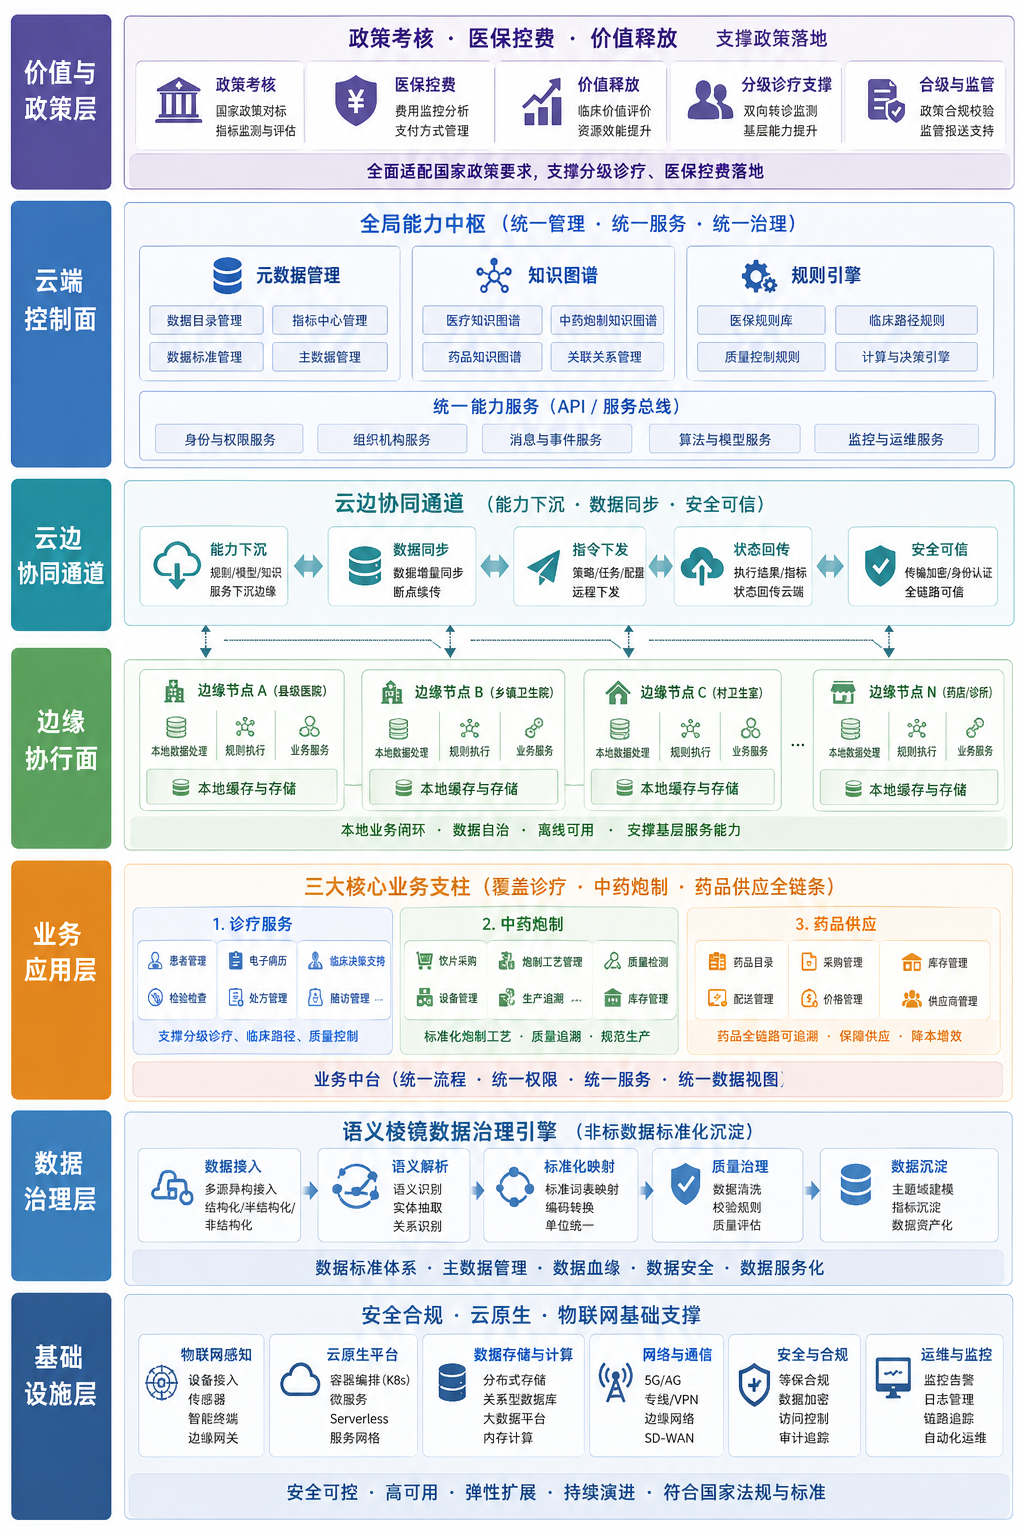 价值与
政策层
政策考核 · 医保控费 · 价值释放 支撑政策落地
政策考核
国家政策对标
指标监测与评估
医保控费
费用监控分析
支付方式管理
价值释放
临床价值评价
资源效能提升
分级诊疗支撑
双向转诊监测
基层能力提升
合级与监管
政策合规校验
监管报送支持
全面适配国家政策要求, 支撑分级诊疗、医保控费落地
云端
控制面
全局能力中枢（统一管理 · 统一服务 · 统一治理）
元数据管理
数据目录管理 指标中心管理
数据标准管理 主数据管理
知识图谱
医疗知识图谱 中药炮制知识图谱
药品知识图谱 关联关系管理
规则引擎
医保规则库 临床路径规则
质量控制规则 计算与决策引擎
统一能力服务（API / 服务总线）
身份与权限服务 组织机构服务 消息与事件服务 算法与模型服务 监控与运维服务
云边
协同通道
云边协同通道 （能力下沉 · 数据同步 · 安全可信）
能力下沉
规则/模型/知识
服务下沉边缘
数据同步
数据增量同步
断点续传
指令下发
策略/任务/配置
远程下发
状态回传
执行结果/指标
状态回传云端
安全可信
传输加密/身份认证
全链路可信
边缘
协行面
边缘节点 A（县级医院）
本地数据处理 规则执行 业务服务
本地缓存与存储
边缘节点 B（乡镇卫生院）
本地数据处理 规则执行 业务服务
本地缓存与存储
边缘节点 C（村卫生室）
本地数据处理 规则执行 业务服务
本地缓存与存储
...
边缘节点 N（药店/诊所）
本地数据处理 规则执行 业务服务
本地缓存与存储
本地业务闭环 · 数据自治 · 离线可用 · 支撑基层服务能力
业务
应用层
三大核心业务支柱（覆盖诊疗 · 中药炮制 · 药品供应全链条）
1. 诊疗服务
患者管理 电子病历 临床决策支持
检验检查 处方管理 随访管理 ...
支撑分级诊疗、临床路径、质量控制
2. 中药炮制
饮片采购 炮制工艺管理 质量检测
设备管理 生产追溯 ... 库存管理
标准化炮制工艺 · 质量追溯 · 规范生产
3. 药品供应
药品目录 采购管理 库存管理
配送管理 价格管理 供应商管理
药品全链路可追溯 · 保障供应 · 降本增效
业务中台（统一流程 · 统一权限 · 统一服务 · 统一数据视图）
数据
治理层
语义棱镜数据治理引擎 （非标数据标准化沉淀）
数据接入
多源异构接入
结构化/半结构化/
非结构化
语义解析
语义识别
实体抽取
关系识别
标准化映射
标准词表映射
编码转换
单位统一
质量治理
数据清洗
校验规则
质量评估
数据沉淀
主题域建模
指标沉淀
数据资产化
数据标准体系 · 主数据管理 · 数据血缘 · 数据安全 · 数据服务化
基础
设施层
安全合规 · 云原生 · 物联网基础支撑
物联网感知
设备接入
传感器
智能终端
边缘网关
云原生平台
容器编排(K8s)
微服务
Serverless
服务网格
数据存储与计算
分布式存储
关系型数据库
大数据平台
内存计算
网络与通信
5G/AG
专线/VPN
边缘网络
SD-WAN
安全与合规
等保合规
数据加密
访问控制
审计追踪
运维与监控
监控告警
日志管理
链路追踪
自动化运维
安全可控 · 高可用 · 弹性扩展 · 持续演进 · 符合国家法规与标准